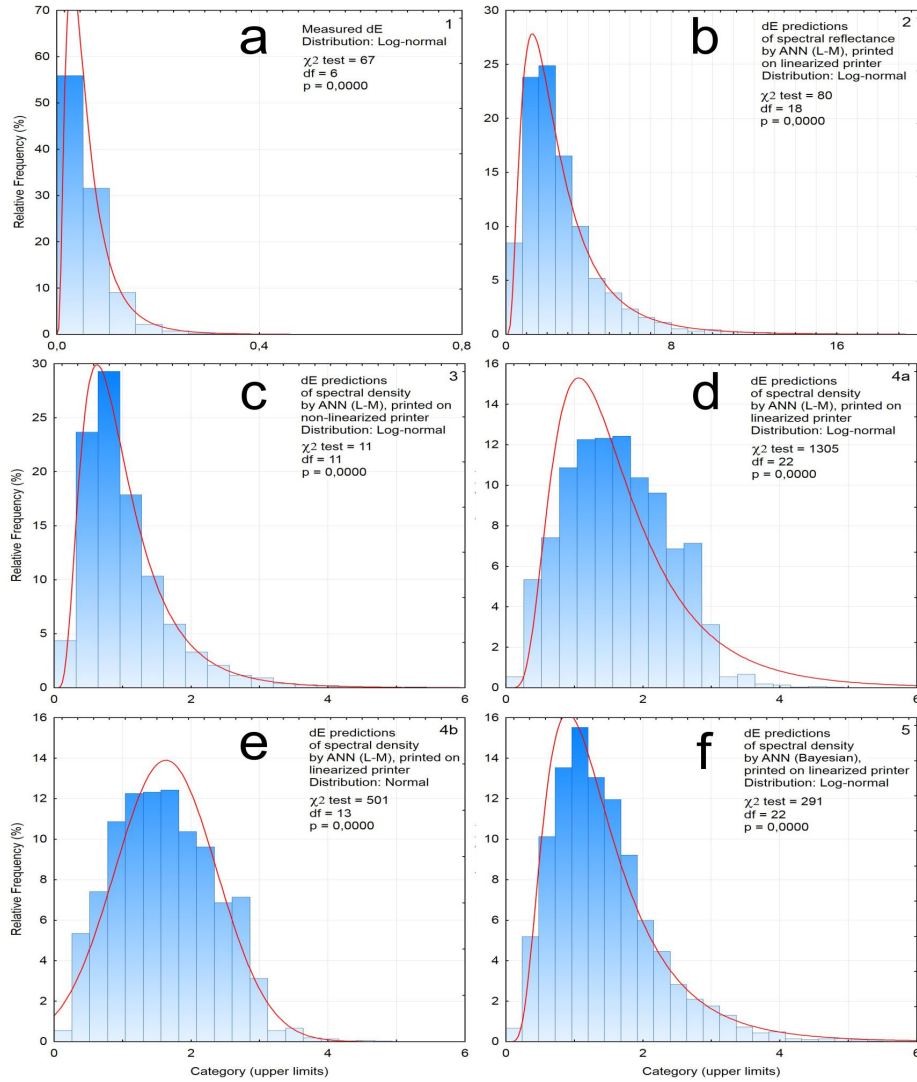 a
Measured dE
Distribution: Log-normal
χ2 test = 67
df = 6
p = 0,0000
1
70
60
50
40
30
20
10
0
Relative Frequency (%)
0,0
0,4
0,8
b
dE predictions
of spectral reflectance
by ANN (L-M), printed
on linearized printer
Distribution: Log-normal
χ2 test = 80
df = 18
p = 0,0000
2
30
25
20
15
10
5
0
8
16
c
dE predictions
of spectral density
by ANN (L-M), printed on
non-linearized printer
Distribution: Log-normal
χ2 test = 11
df = 11
p = 0,0000
3
30
25
20
15
10
5
0
Relative Frequency (%)
0
2
4
6
d
dE predictions
of spectral density
by ANN (L-M), printed on
linearized printer
Distribution: Log-normal
χ2 test = 1305
df = 22
p = 0,0000
4a
16
14
12
10
8
6
4
2
0
0
2
4
6
e
dE predictions
of spectral density
by ANN (L-M), printed on
linearized printer
Distribution: Normal
χ2 test = 501
df = 13
p = 0,0000
4b
16
14
12
10
8
6
4
2
0
Relative Frequency (%)
0
2
4
6
Category (upper limits)
f
dE predictions
of spectral density
by ANN (Bayesian),
printed on linearized printer
Distribution: Log-normal
χ2 test = 291
df = 22
p = 0,0000
5
16
14
12
10
8
6
4
2
0
0
2
4
6
Category (upper limits)